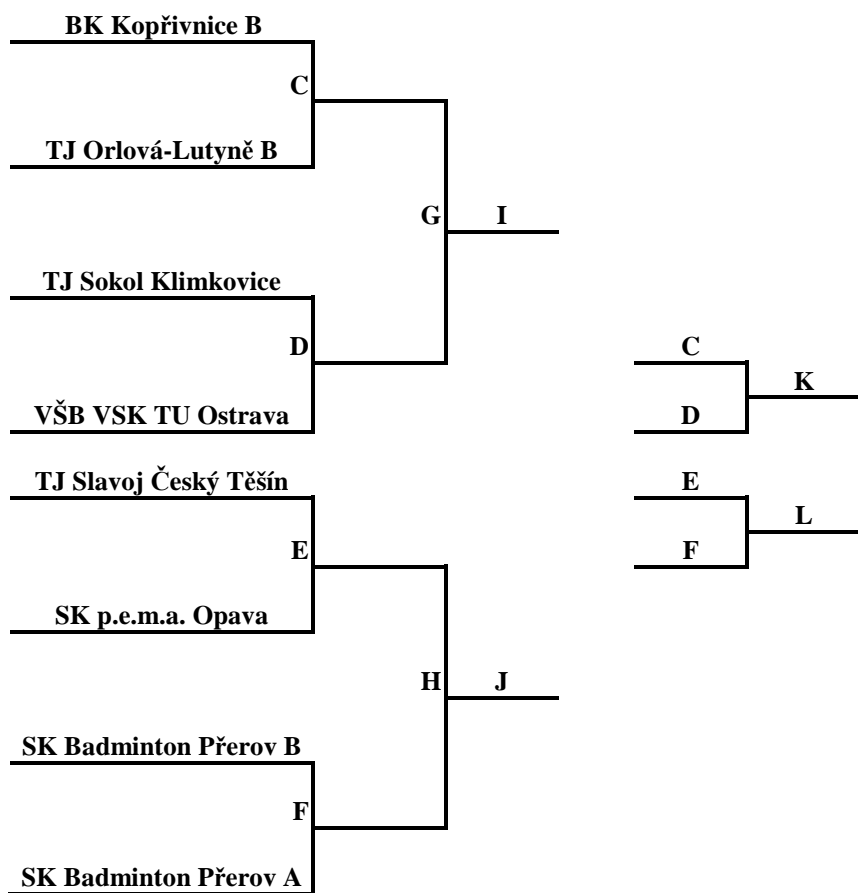 BK Kopřivnice B
C
TJ Orlová-Lutyně B
G
I
TJ Sokol Klimkovice
D
C
K
VŠB VSK TU Ostrava
D
TJ Slavoj Český Těšín
E
L
E
F
SK p.e.m.a. Opava
H
J
SK Badminton Přerov B
F
SK Badminton Přerov A